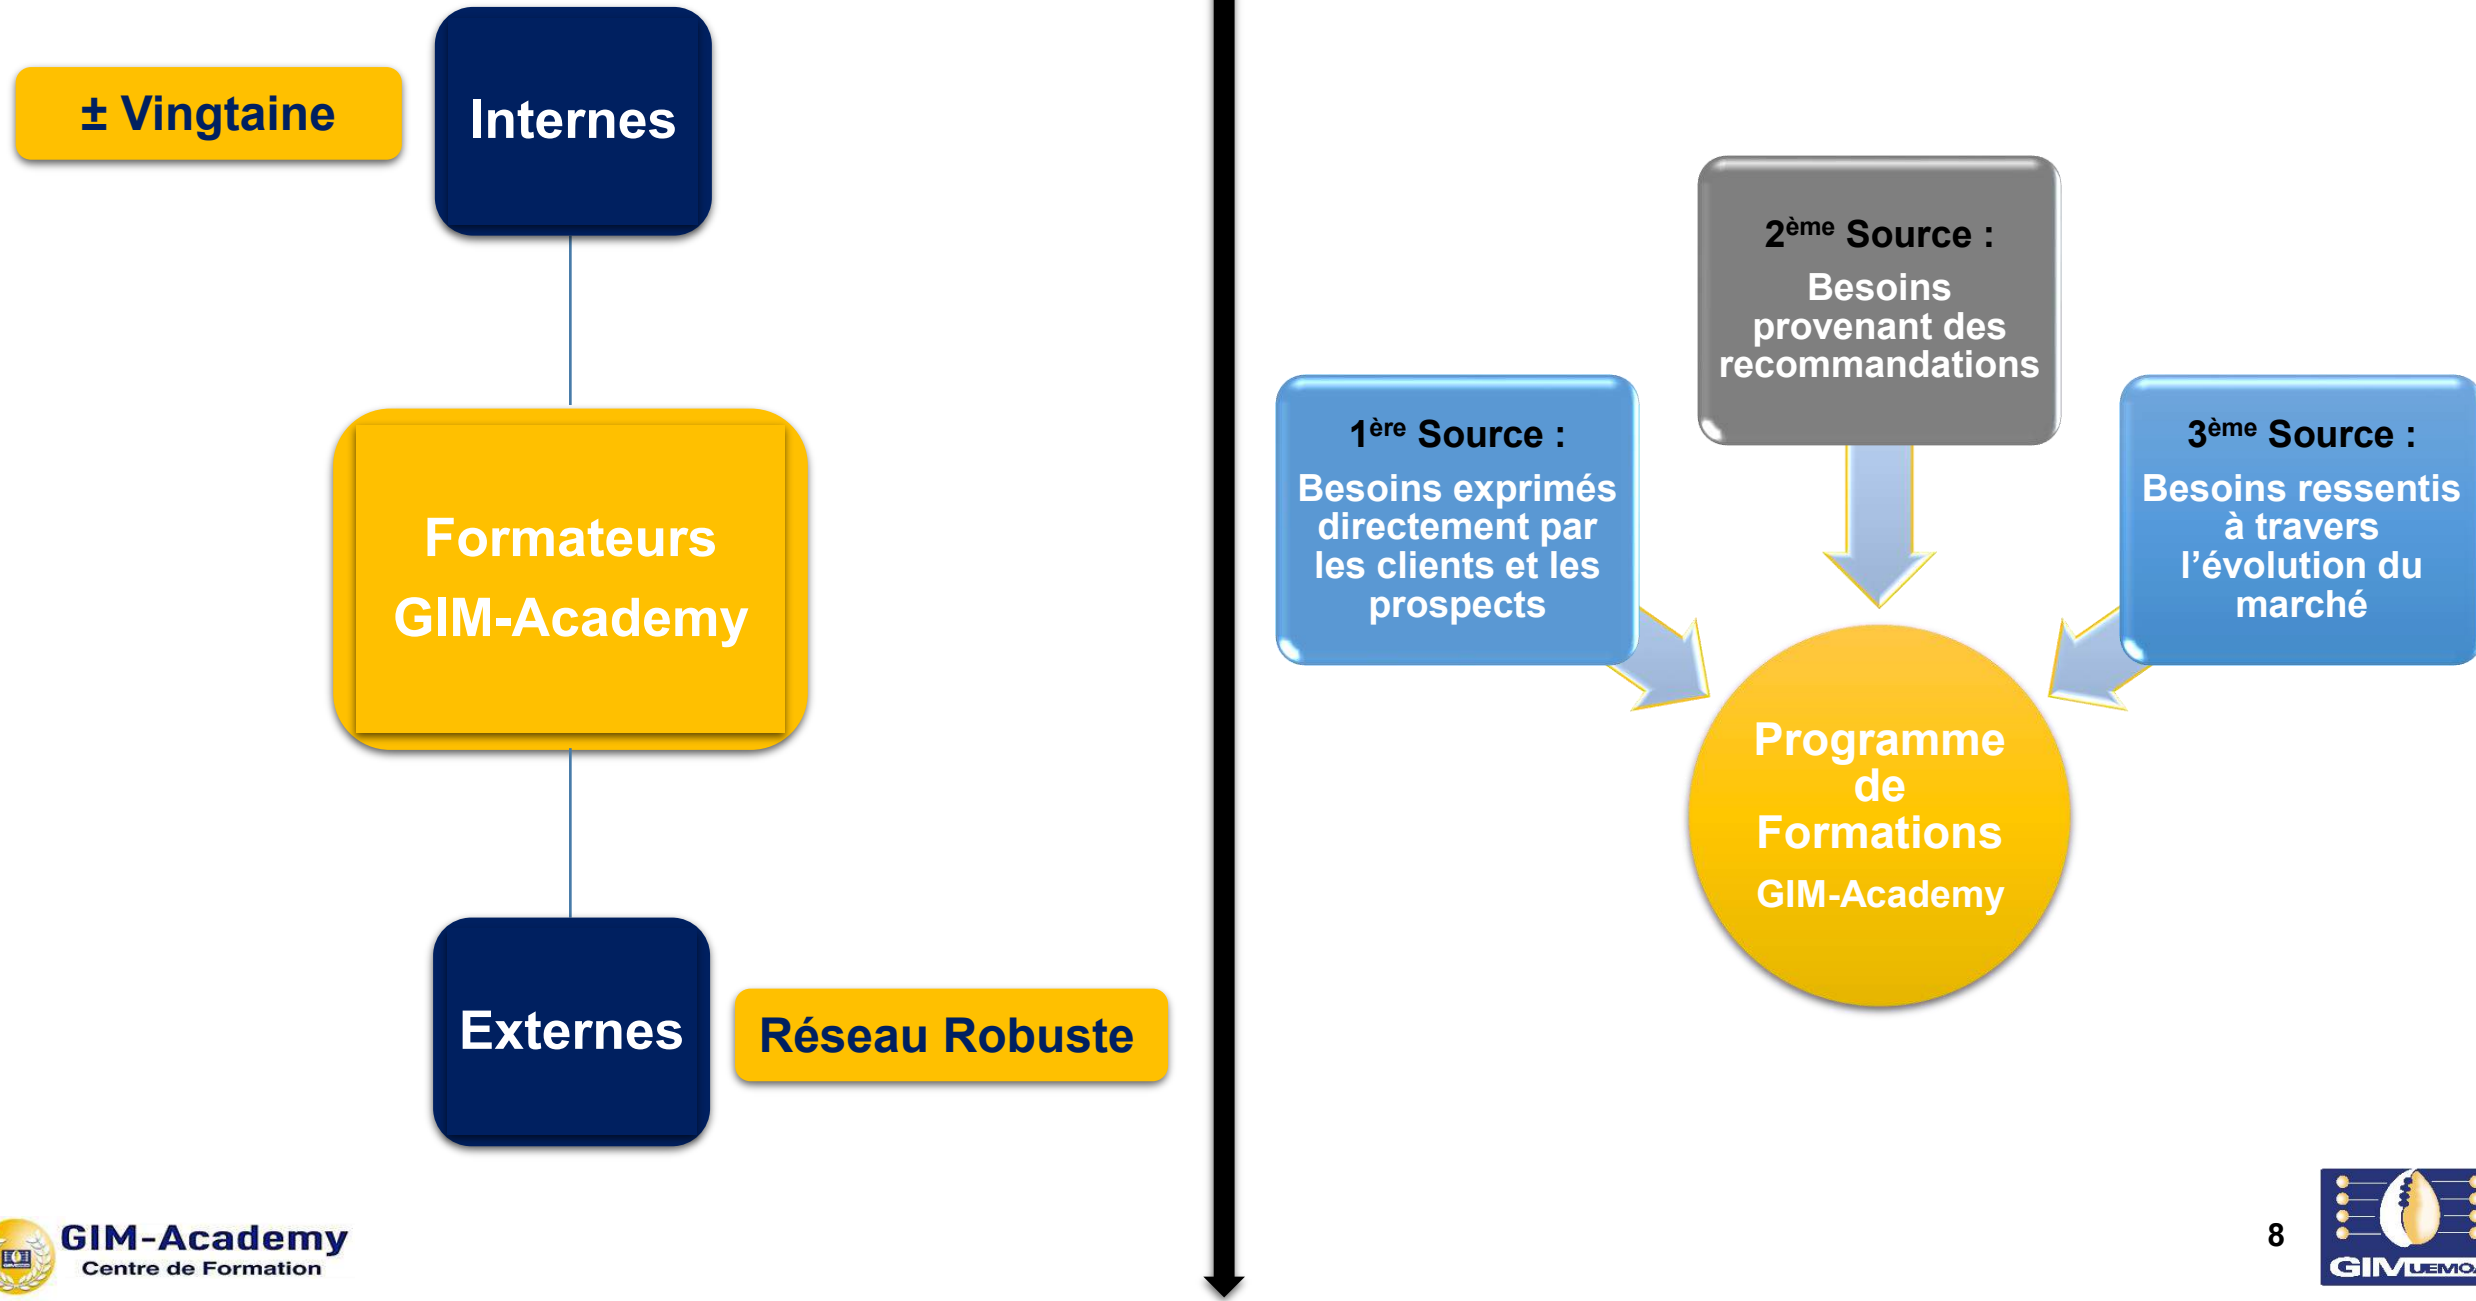 ± Vingtaine
Internes
Formateurs
GIM-Academy
Externes
Réseau Robuste
1ère Source :
Besoins exprimés
directement par
les clients et les
prospects
2ème Source :
Besoins
provenant des
recommandations
3ème Source :
Besoins ressentis
à travers
l’évolution du
marché
Programme
de
Formations
GIM-Academy
GIM-Academy
Centre de Formation
8
GIM UEMOA